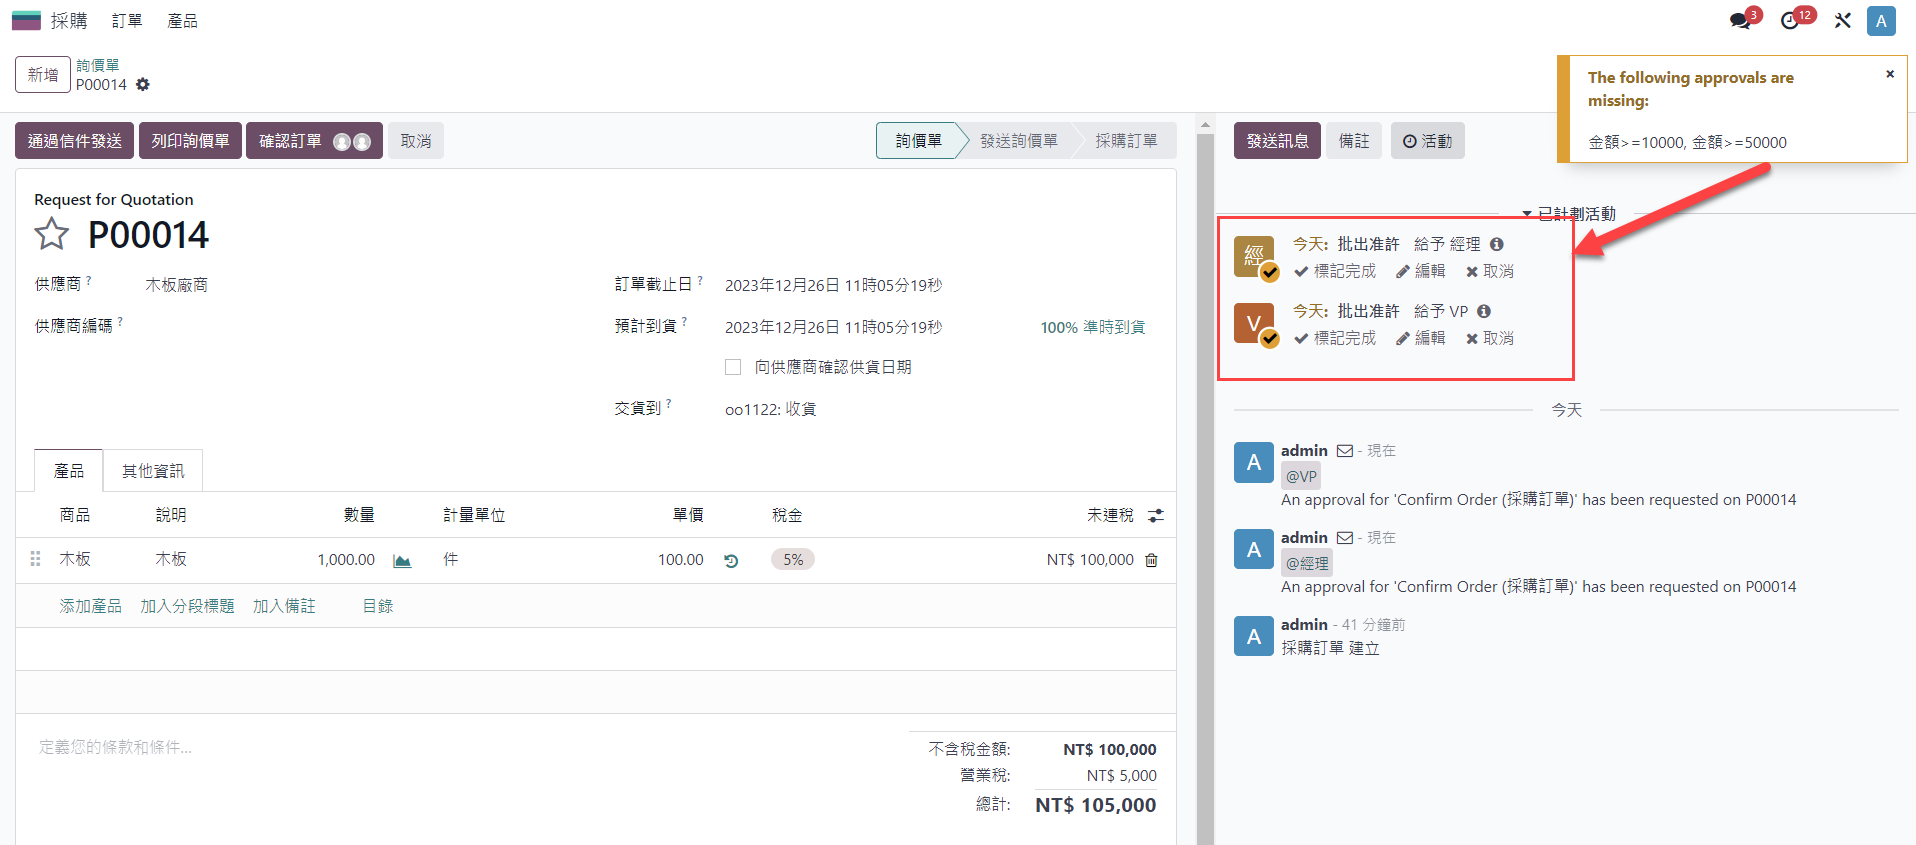 採購 訂單 產品
3 12 A
新增 詢價單
P00014
The following approvals are
missing:
金額>=10000, 金額>=50000
通過信件發送 列印詢價單 確認訂單 取消
詢價單 發送詢價單 採購訂單
發送訊息 備註 活動
Request for Quotation
P00014
供應商 ? 木板廠商
供應商編碼 ?
訂單截止日 ? 2023年12月26日 11時05分19秒
預計到貨 ? 2023年12月26日 11時05分19秒 100% 準時到貨
向供應商確認供貨日期
交貨到 ? oo1122: 收貨
產品 其他資訊
商品 說明 數量 計量單位 單價 稅金 未連稅
木板 木板 1,000.00 件 100.00 5% NT$ 100,000
添加產品 加入分段標題 加入備註 目錄
定義您的條款和條件...
不含稅金額: NT$ 100,000
營業稅: NT$ 5,000
總計: NT$ 105,000
已計劃活動
經 今天: 批出准許 給予 經理
標記完成 編輯 取消
V 今天: 批出准許 給予 VP
標記完成 編輯 取消
今天
A admin - 現在
@VP
An approval for 'Confirm Order (採購訂單)' has been requested on P00014
A admin - 現在
@經理
An approval for 'Confirm Order (採購訂單)' has been requested on P00014
A admin - 41 分鐘前
採購訂單 建立